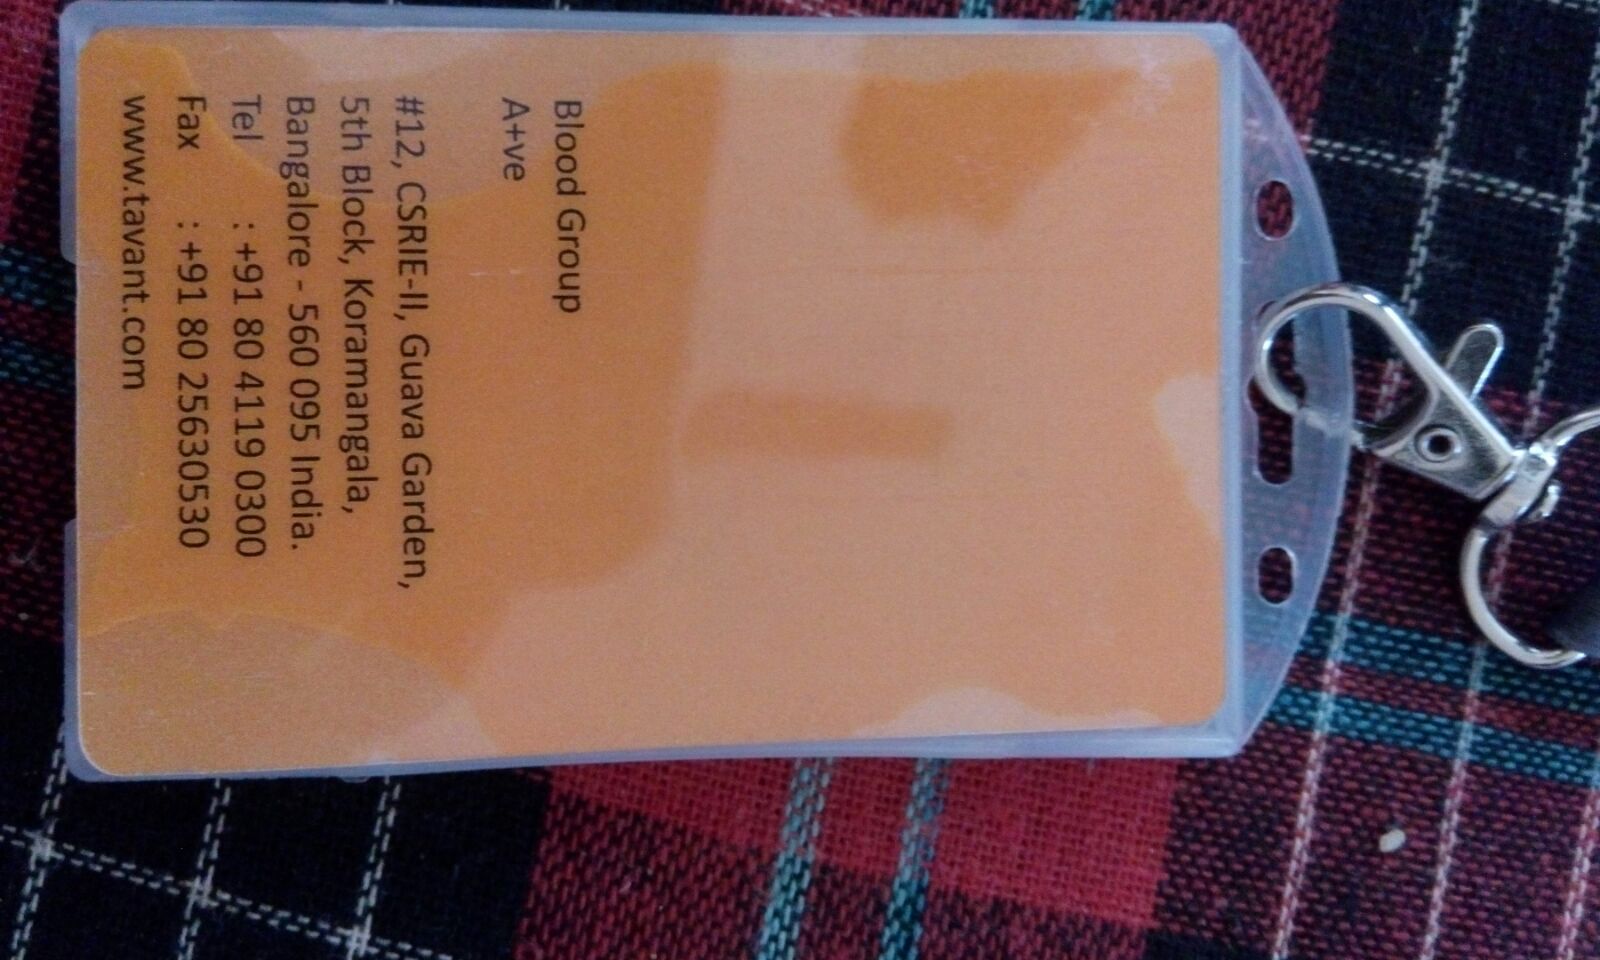 Blood Group
A+ve
#12, CSRIE-II, Guava Garden,
5th Block, Koramangala,
Bangalore - 560 095 India.
Tel : +91 80 4119 0300
Fax : +91 80 25630530
www.tavant.com